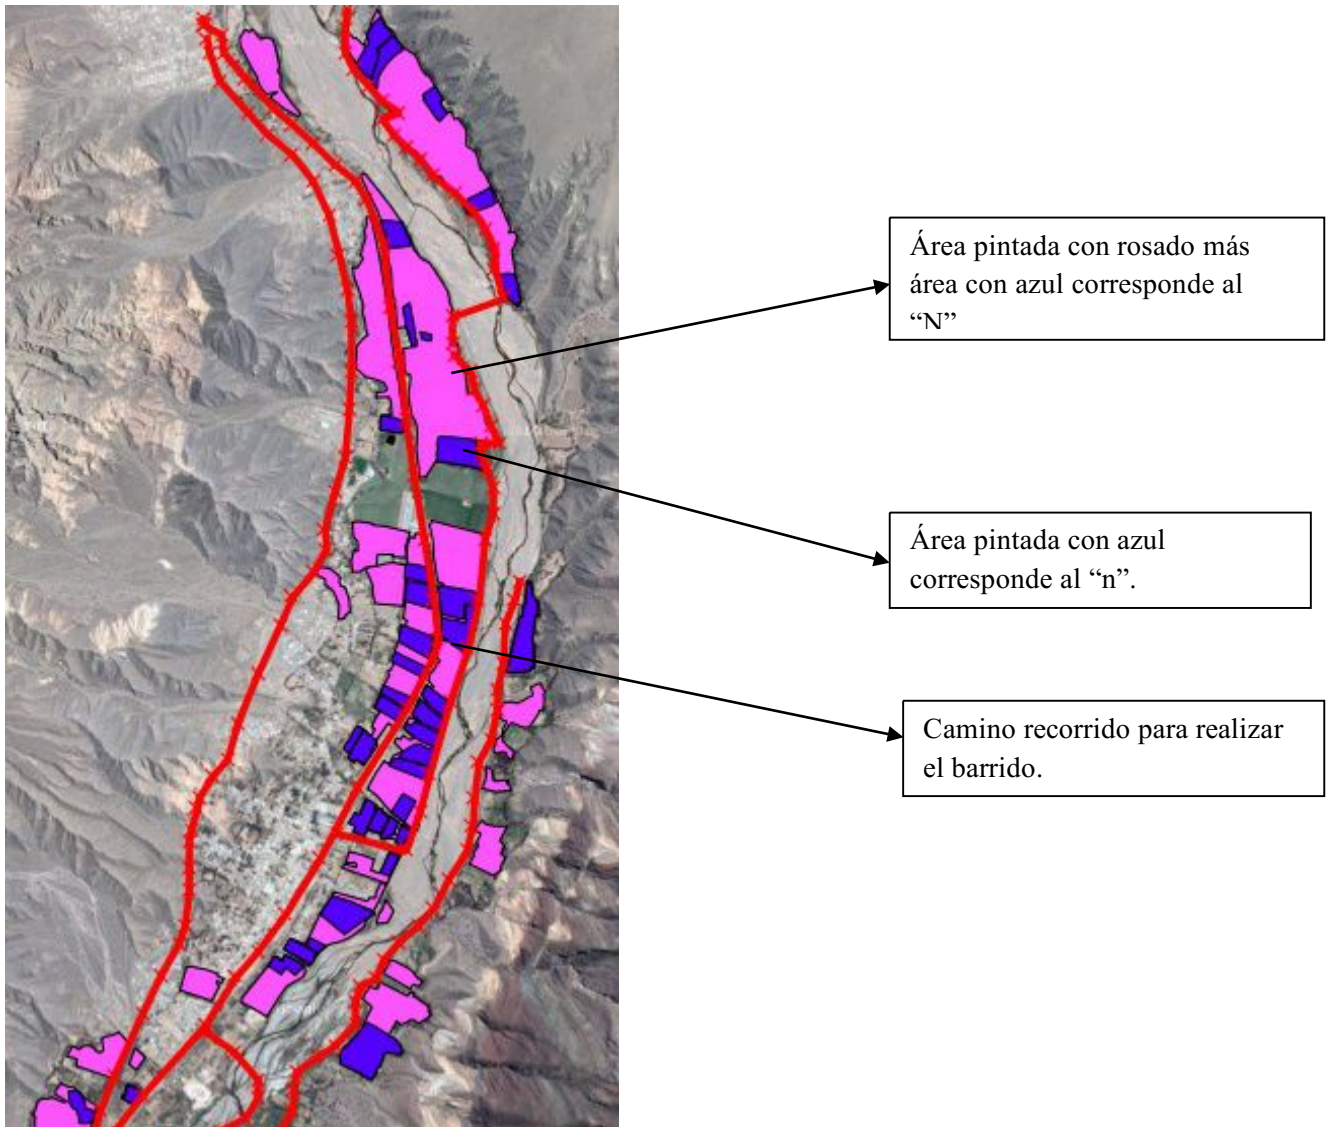 Área pintada con rosado más
área con azul corresponde al
“N”
Área pintada con azul
corresponde al “n”.
Camino recorrido para realizar
el barrido.